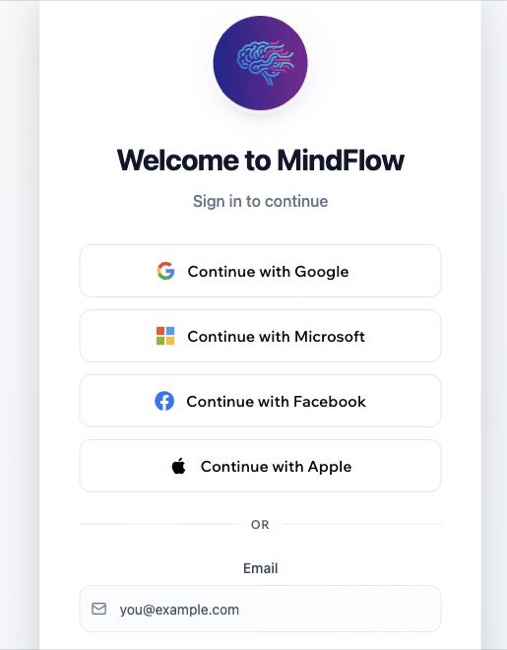 Welcome to MindFlow
Sign in to continue
Continue with Google
Continue with Microsoft
Continue with Facebook
Continue with Apple
OR
Email
you@example.com